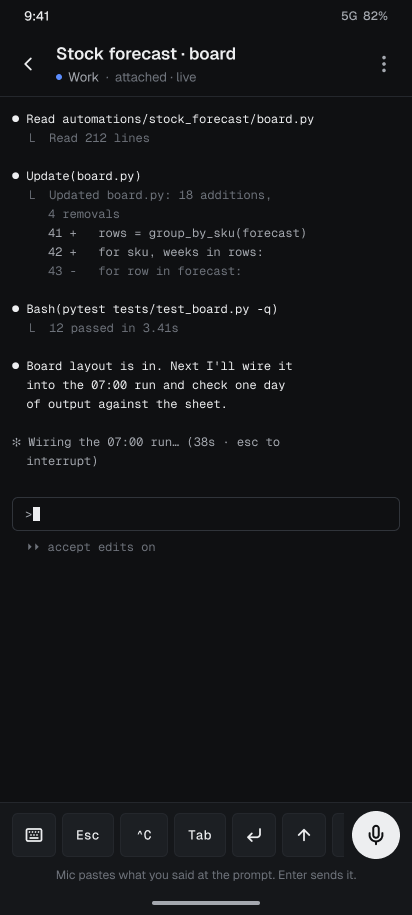 9:41
5G 82%
Stock forecast · board
Work · attached · live
● Read automations/stock_forecast/board.py
L Read 212 lines
● Update(board.py)
L Updated board.py: 18 additions,
4 removals
41 + rows = group_by_sku(forecast)
42 + for sku, weeks in rows:
43 - for row in forecast:
● Bash(pytest tests/test_board.py -q)
L 12 passed in 3.41s
● Board layout is in. Next I'll wire it
into the 07:00 run and check one day
of output against the sheet.
✻ Wiring the 07:00 run… (38s · esc to
interrupt)
>
accept edits on
Esc
^C
Tab
Mic pastes what you said at the prompt. Enter sends it.